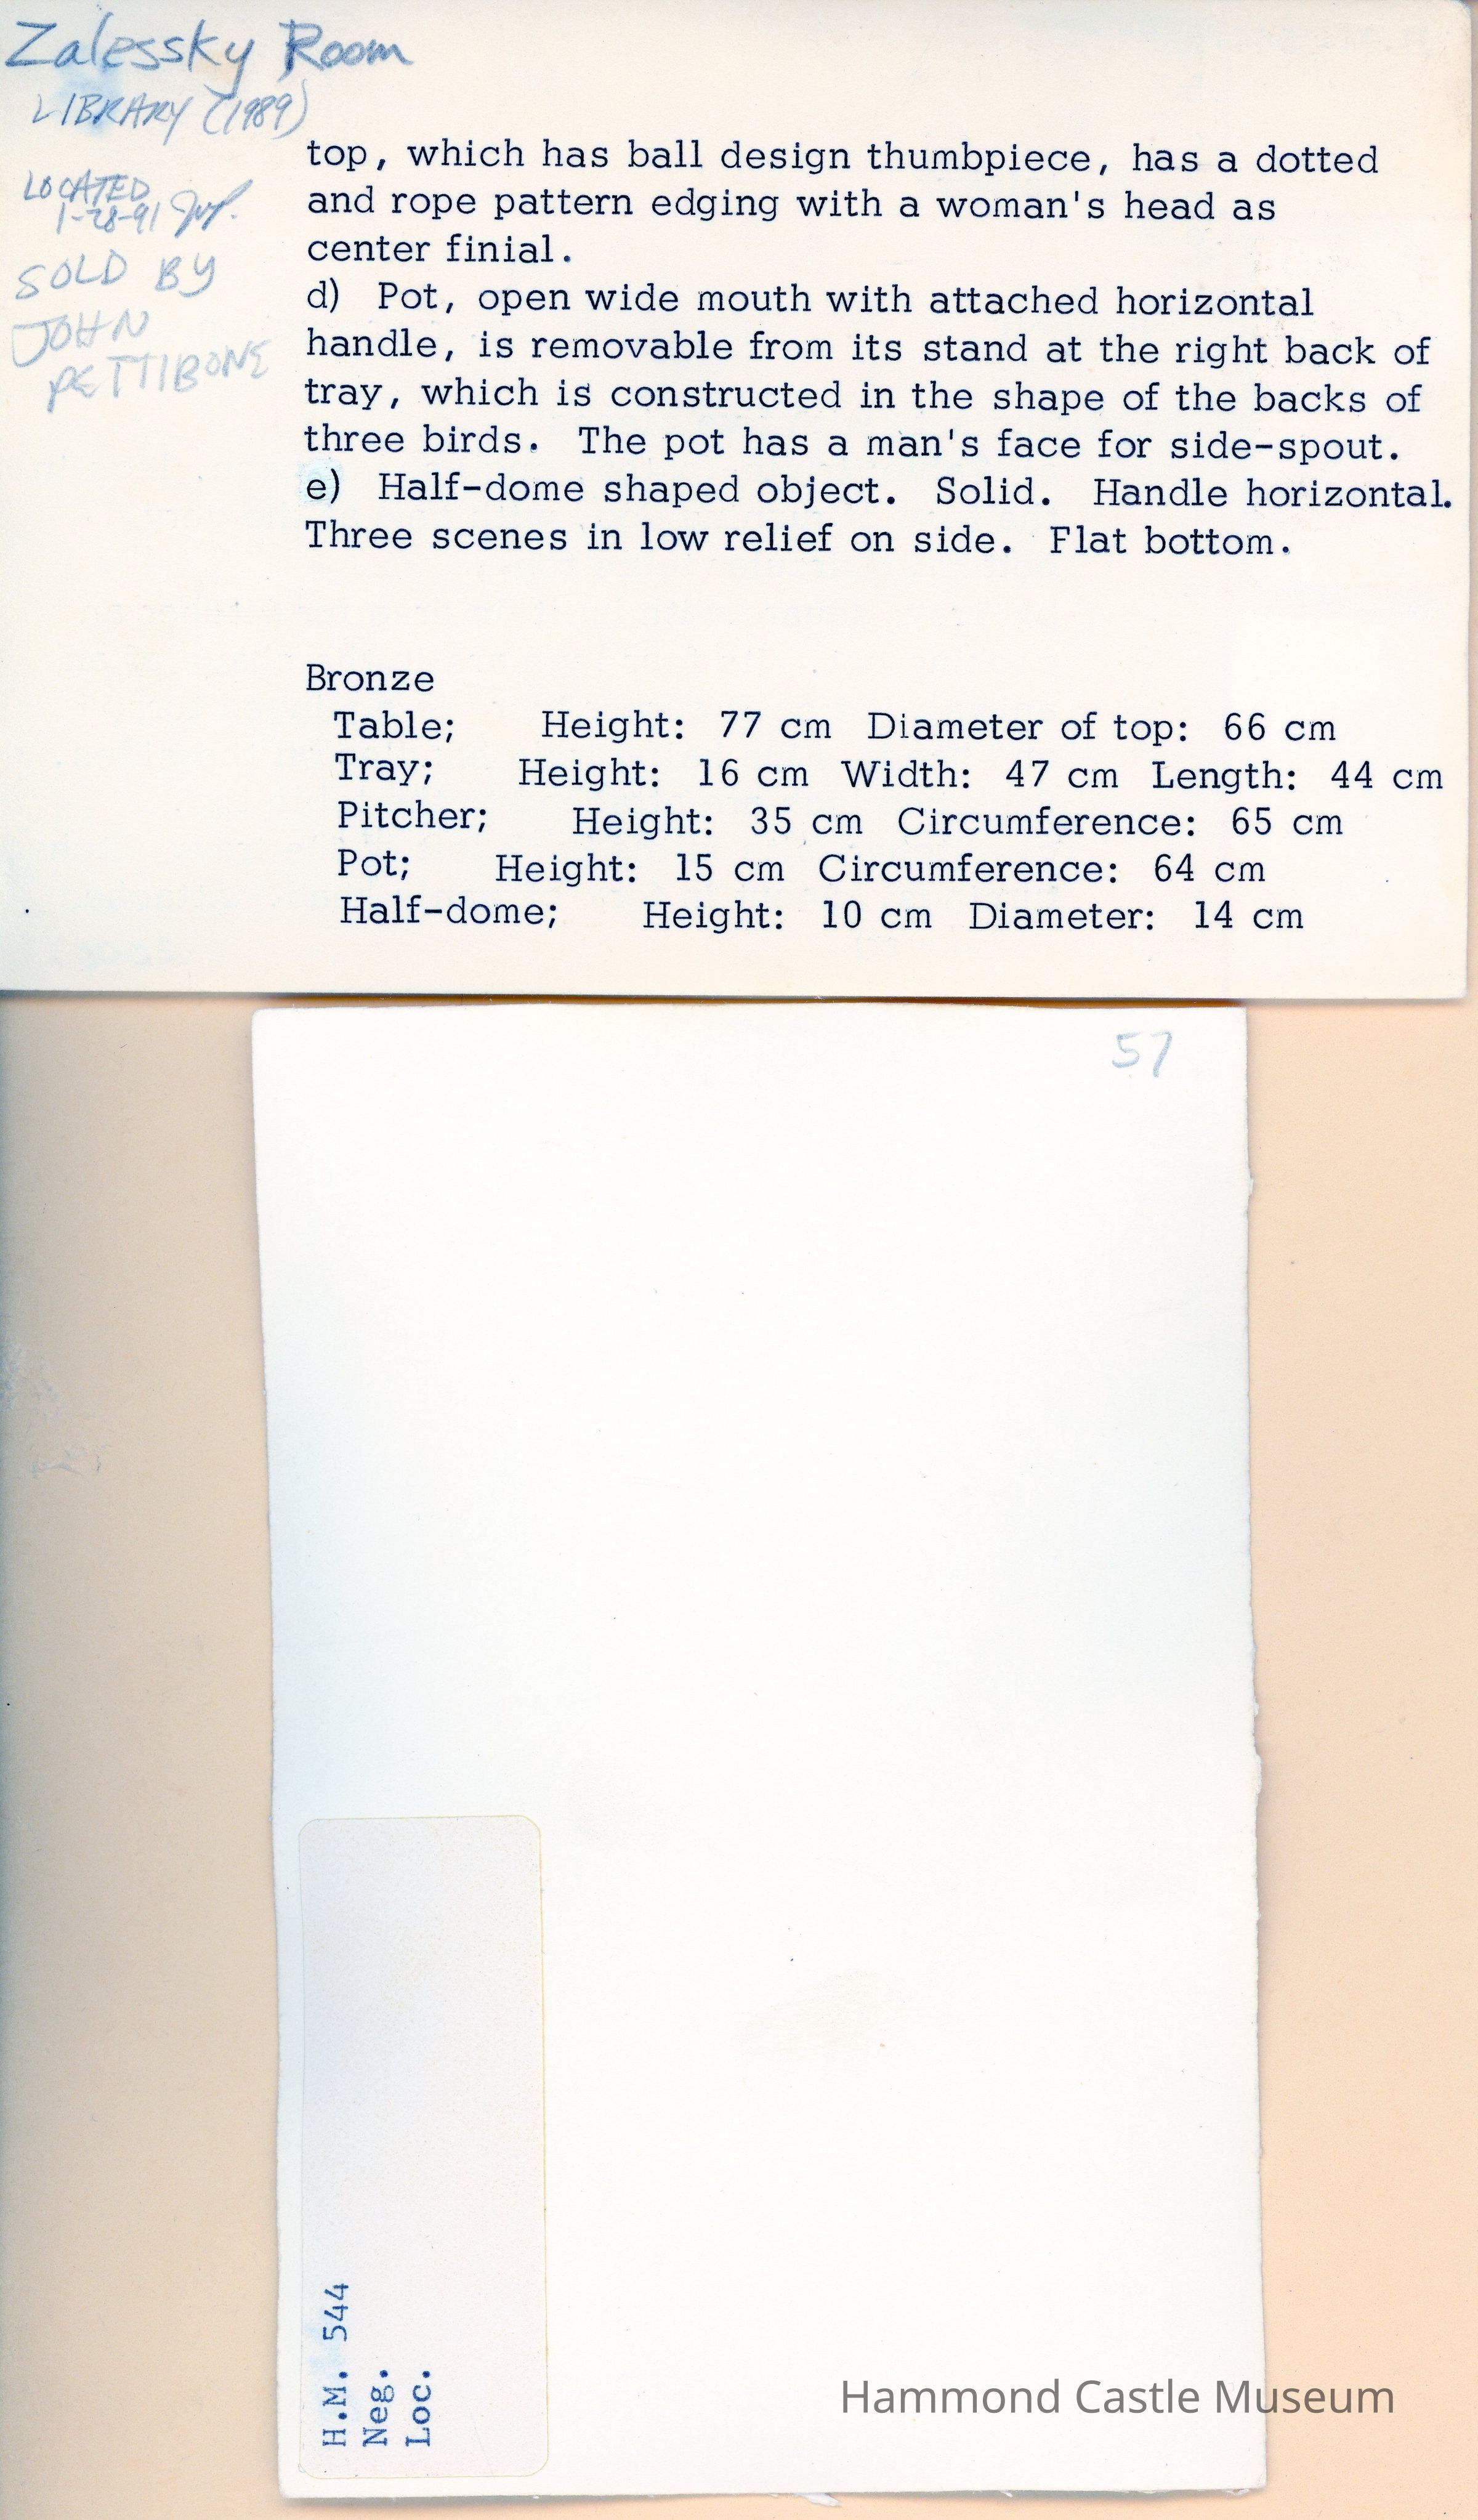 Zalessky Room
LIBRARY (1989)
LOCATED
1-28-91
SOLD BY
JOHN
PETTIBONE
top, which has ball design thumbpiece, has a dotted
and rope pattern edging with a woman's head as
center finial.
d) Pot, open wide mouth with attached horizontal
handle, is removable from its stand at the right back of
tray, which is constructed in the shape of the backs of
three birds. The pot has a man's face for side-spout.
e) Half-dome shaped object. Solid. Handle horizontal.
Three scenes in low relief on side. Flat bottom.
Bronze
Table; Height: 77 cm Diameter of top: 66 cm
Tray; Height: 16 cm Width: 47 cm Length: 44 cm
Pitcher; Height: 35 cm Circumference: 65 cm
Pot; Height: 15 cm Circumference: 64 cm
Half-dome; Height: 10 cm Diameter: 14 cm
57
H.M. 544
Neg.
Loc.
Hammond Castle Museum